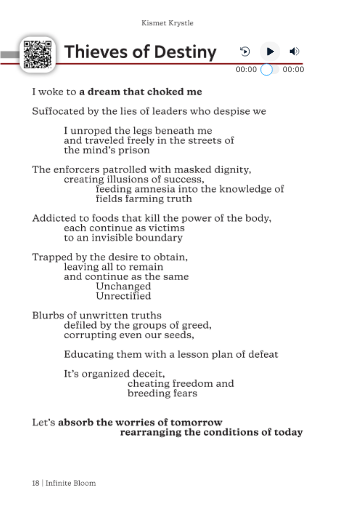 Kismet Krystle
Thieves of Destiny
00:00 00:00
I woke to a dream that choked me
Suffocated by the lies of leaders who despise we
I unroped the legs beneath me
and traveled freely in the streets of
the mind's prison
The enforcers patrolled with masked dignity,
creating illusions of success,
feeding amnesia into the knowledge of
fields farming truth
Addicted to foods that kill the power of the body,
each continue as victims
to an invisible boundary
Trapped by the desire to obtain,
leaving all to remain
and continue as the same
Unchanged
Unrectified
Blurbs of unwritten truths
defiled by the groups of greed,
corrupting even our seeds,
Educating them with a lesson plan of defeat
It's organized deceit,
cheating freedom and
breeding fears
Let's absorb the worries of tomorrow
rearranging the conditions of today
18 | Infinite Bloom